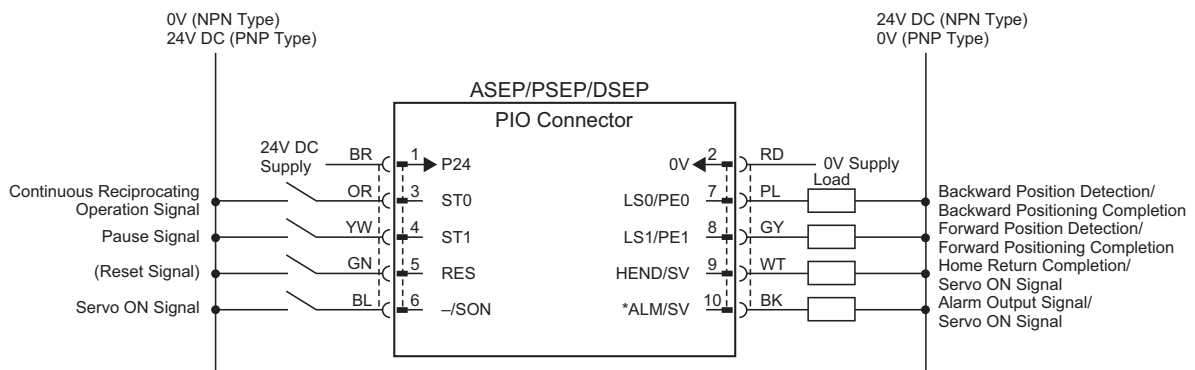 0V (NPN Type)
24V DC (PNP Type)
24V DC (NPN Type)
0V (PNP Type)
ASEP/PSEP/DSEP
PIO Connector
24V DC
Supply
BR
1
P24
0V
2
RD
0V Supply
Continuous Reciprocating
Operation Signal
OR
3
ST0
LS0/PE0
7
PL
Load
Backward Position Detection/
Backward Positioning Completion
Pause Signal
YW
4
ST1
LS1/PE1
8
GY
Forward Position Detection/
Forward Positioning Completion
(Reset Signal)
GN
5
RES
HEND/SV
9
WT
Home Return Completion/
Servo ON Signal
Servo ON Signal
BL
6
–/SON
*ALM/SV
10
BK
Alarm Output Signal/
Servo ON Signal